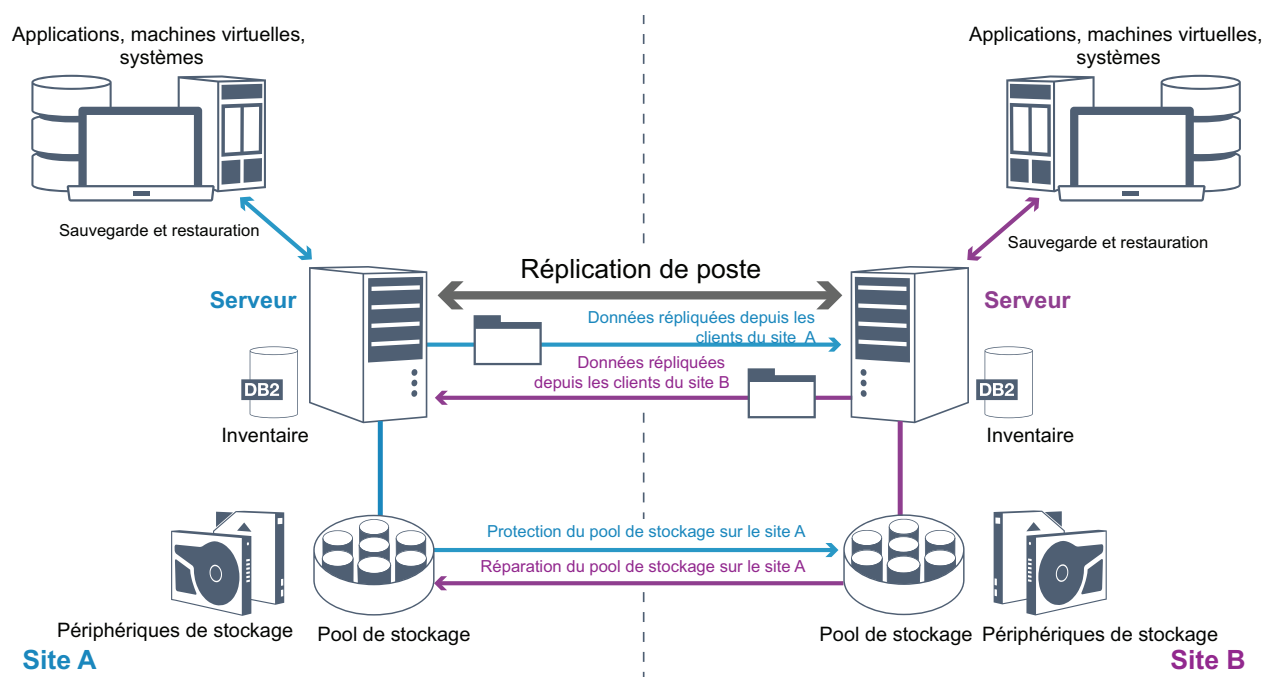 Applications, machines virtuelles,
systèmes
Applications, machines virtuelles,
systèmes
Sauvegarde et restauration
Sauvegarde et restauration
Réplication de poste
Serveur
Serveur
Données répliquées depuis les
clients du site A
Données répliquées
depuis les clients du site B
DB2
DB2
Inventaire
Inventaire
Protection du pool de stockage sur le site A
Réparation du pool de stockage sur le site A
Périphériques de stockage
Pool de stockage
Pool de stockage
Périphériques de stockage
Site A
Site B